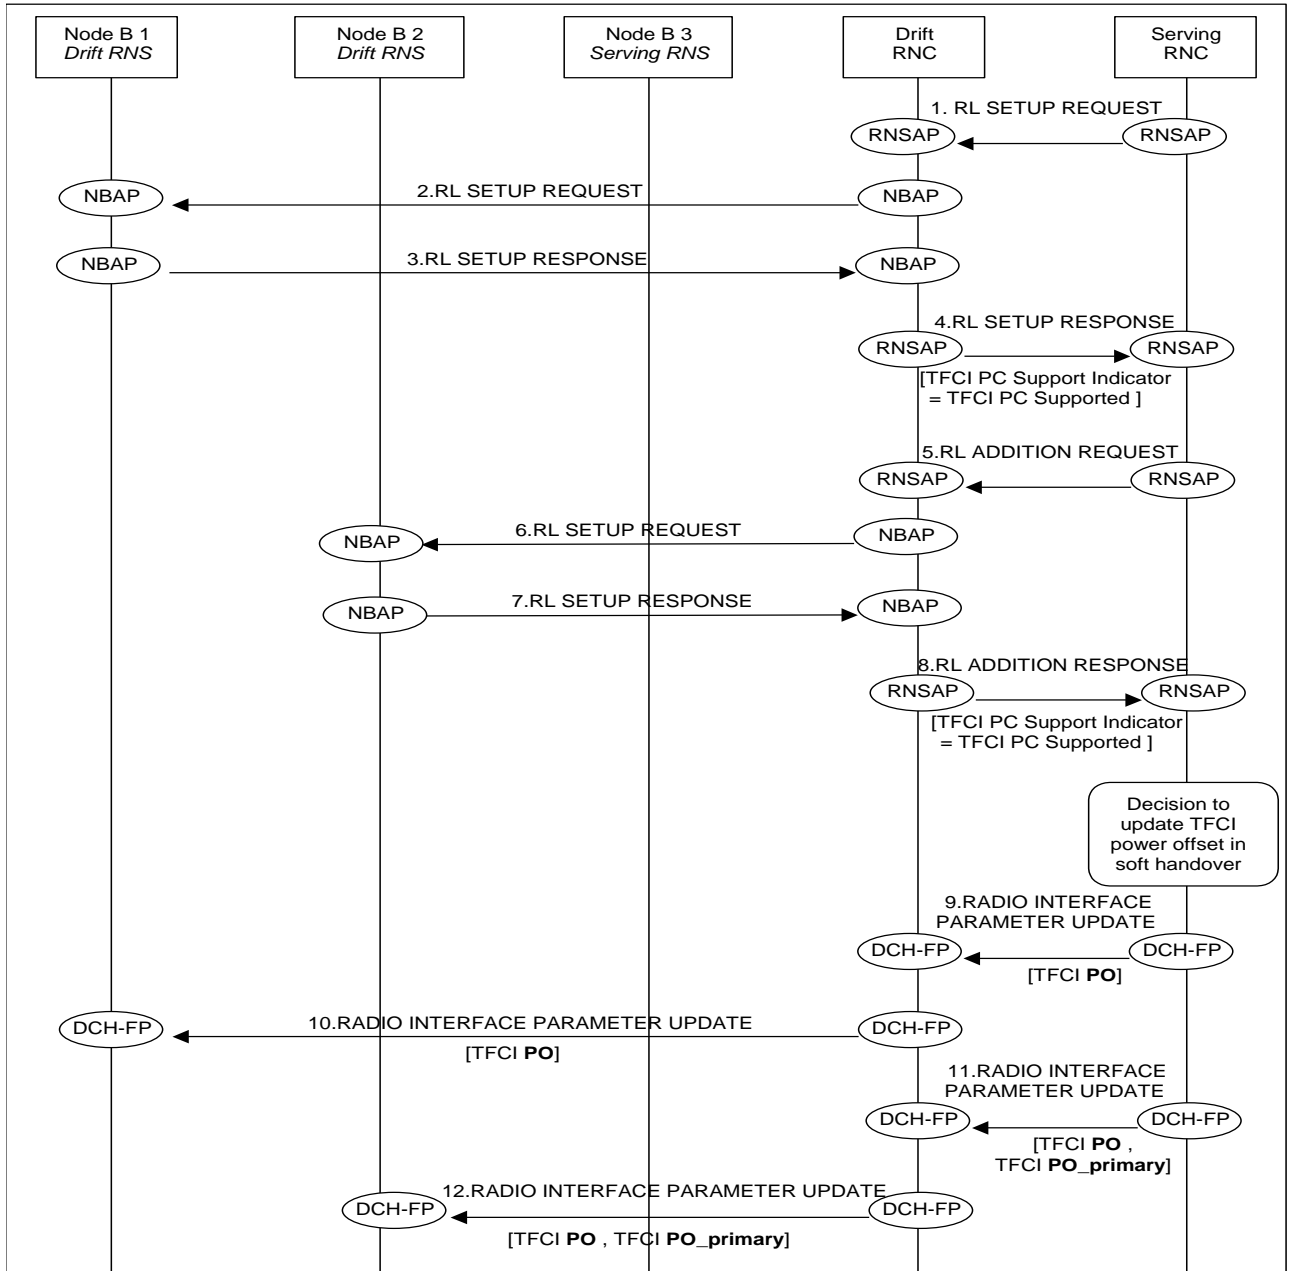 Node B 1
Drift RNS
Node B 2
Drift RNS
Node B 3
Serving RNS
Drift
RNC
Serving
RNC
1. RL SETUP REQUEST
RNSAP
RNSAP
2.RL SETUP REQUEST
NBAP
NBAP
3.RL SETUP RESPONSE
NBAP
NBAP
4.RL SETUP RESPONSE
RNSAP
RNSAP
[TFCI PC Support Indicator
= TFCI PC Supported ]
5.RL ADDITION REQUEST
RNSAP
RNSAP
6.RL SETUP REQUEST
NBAP
NBAP
7.RL SETUP RESPONSE
NBAP
NBAP
8.RL ADDITION RESPONSE
RNSAP
RNSAP
[TFCI PC Support Indicator
= TFCI PC Supported ]
Decision to
update TFCI
power offset in
soft handover
9.RADIO INTERFACE
PARAMETER UPDATE
DCH-FP
DCH-FP
[TFCI PO]
10.RADIO INTERFACE PARAMETER UPDATE
DCH-FP
DCH-FP
[TFCI PO]
11.RADIO INTERFACE
PARAMETER UPDATE
DCH-FP
DCH-FP
[TFCI PO ,
TFCI PO_primary]
12.RADIO INTERFACE PARAMETER UPDATE
DCH-FP
DCH-FP
[TFCI PO , TFCI PO_primary]